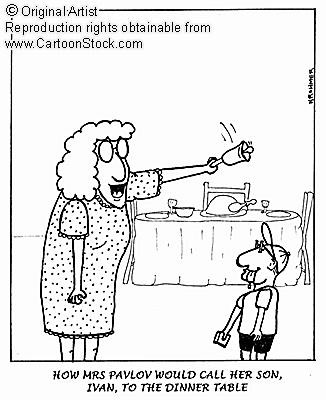 © Original Artist
Reproduction rights obtainable from
www.CartoonStock.com
KROHMER
HOW MRS PAVLOV WOULD CALL HER SON,
IVAN, TO THE DINNER TABLE